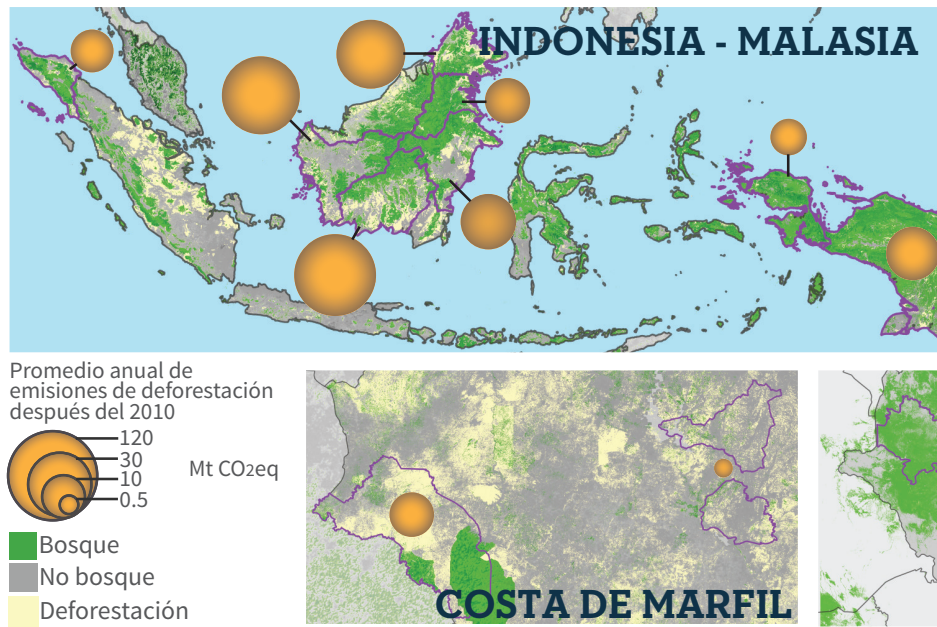 INDONESIA - MALASIA
Promedio anual de
emisiones de deforestación
después del 2010
120
30
10
0.5
Mt CO2eq
Bosque
No bosque
Deforestación
COSTA DE MARFIL